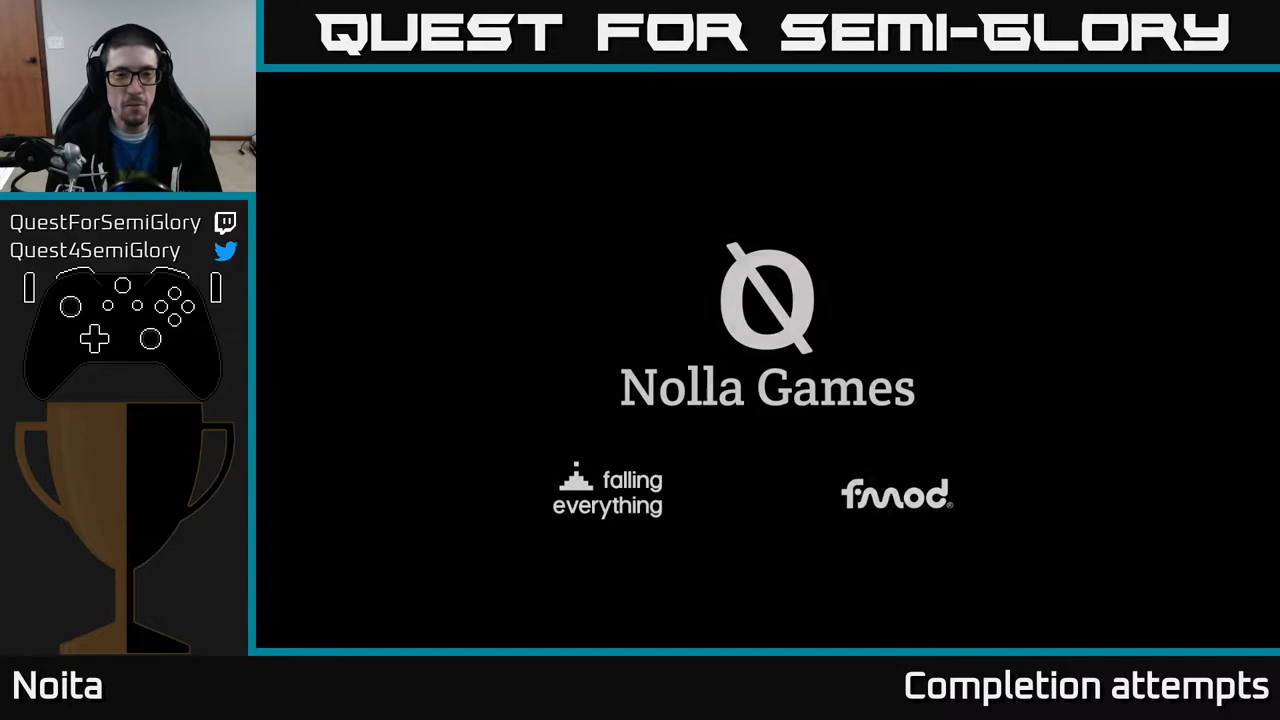 QUEST FOR SEMI-GLORY
QuestForSemiGlory
Quest4SemiGlory
Nolla Games
falling
everything
fmod®
Noita
Completion attempts